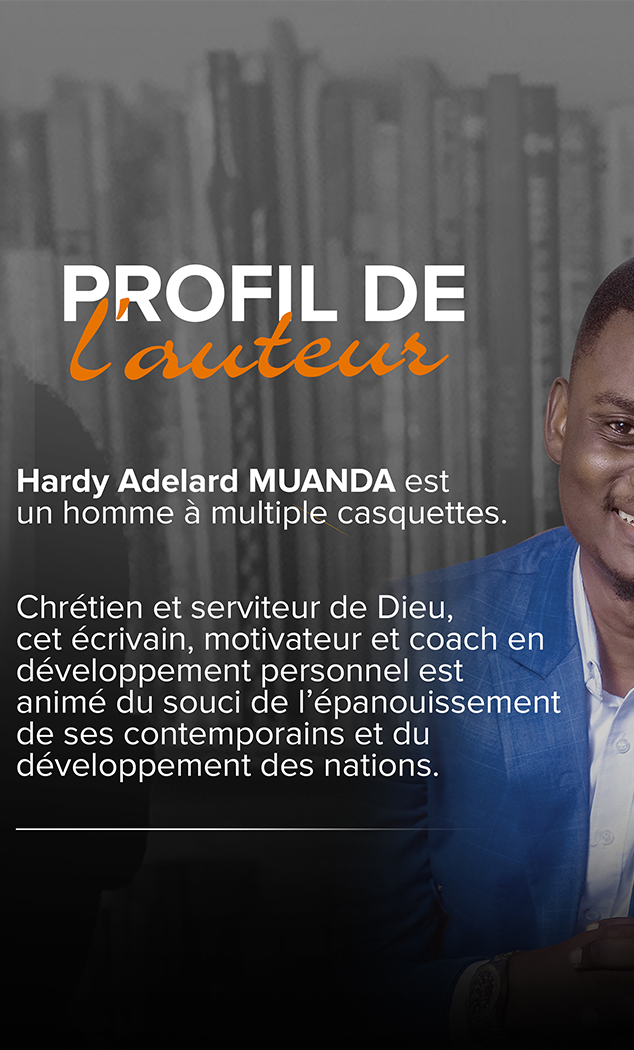 PROFIL DE
l'auteur
Hardy Adelard MUANDA est
un homme à multiple casquettes.
Chrétien et serviteur de Dieu,
cet écrivain, motivateur et coach en
développement personnel est
animé du souci de l’épanouissement
de ses contemporains et du
développement des nations.